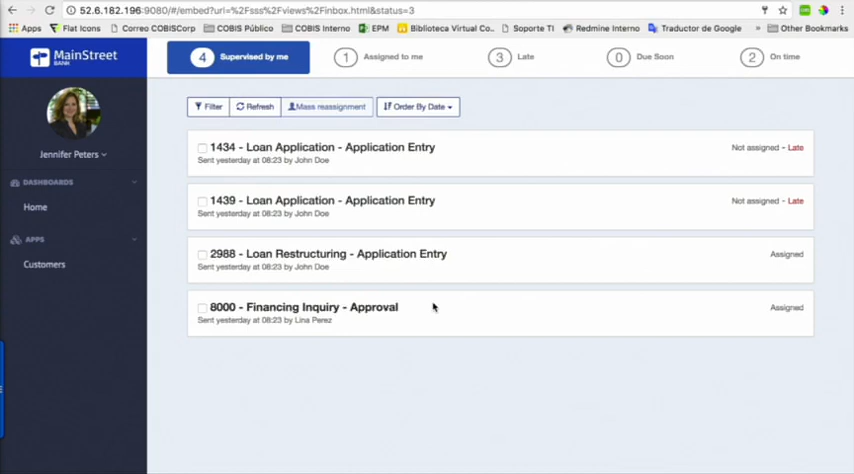 52.6.182.196:9080/#/embed?uri=%2Fsss%2Fviews%2Finbox.html&status=3
Apps Flat Icons Correo COBISCorp COBIS Público COBIS Interno EPM Biblioteca Virtual Co... Soporte TI Redmine Interno Traductor de Google » Other Bookmarks
MainStreet
BANK
4 Supervised by me 1 Assigned to me 3 Late 0 Due Soon 2 On time
Jennifer Peters
DASHBOARDS
Home
APPS
Customers
Filter Refresh Mass reassignment Order By Date
1434 - Loan Application - Application Entry Not assigned - Late
Sent yesterday at 08:23 by John Doe
1439 - Loan Application - Application Entry Not assigned - Late
Sent yesterday at 08:23 by John Doe
2988 - Loan Restructuring - Application Entry Assigned
Sent yesterday at 08:23 by John Doe
8000 - Financing Inquiry - Approval Assigned
Sent yesterday at 08:23 by Lina Perez